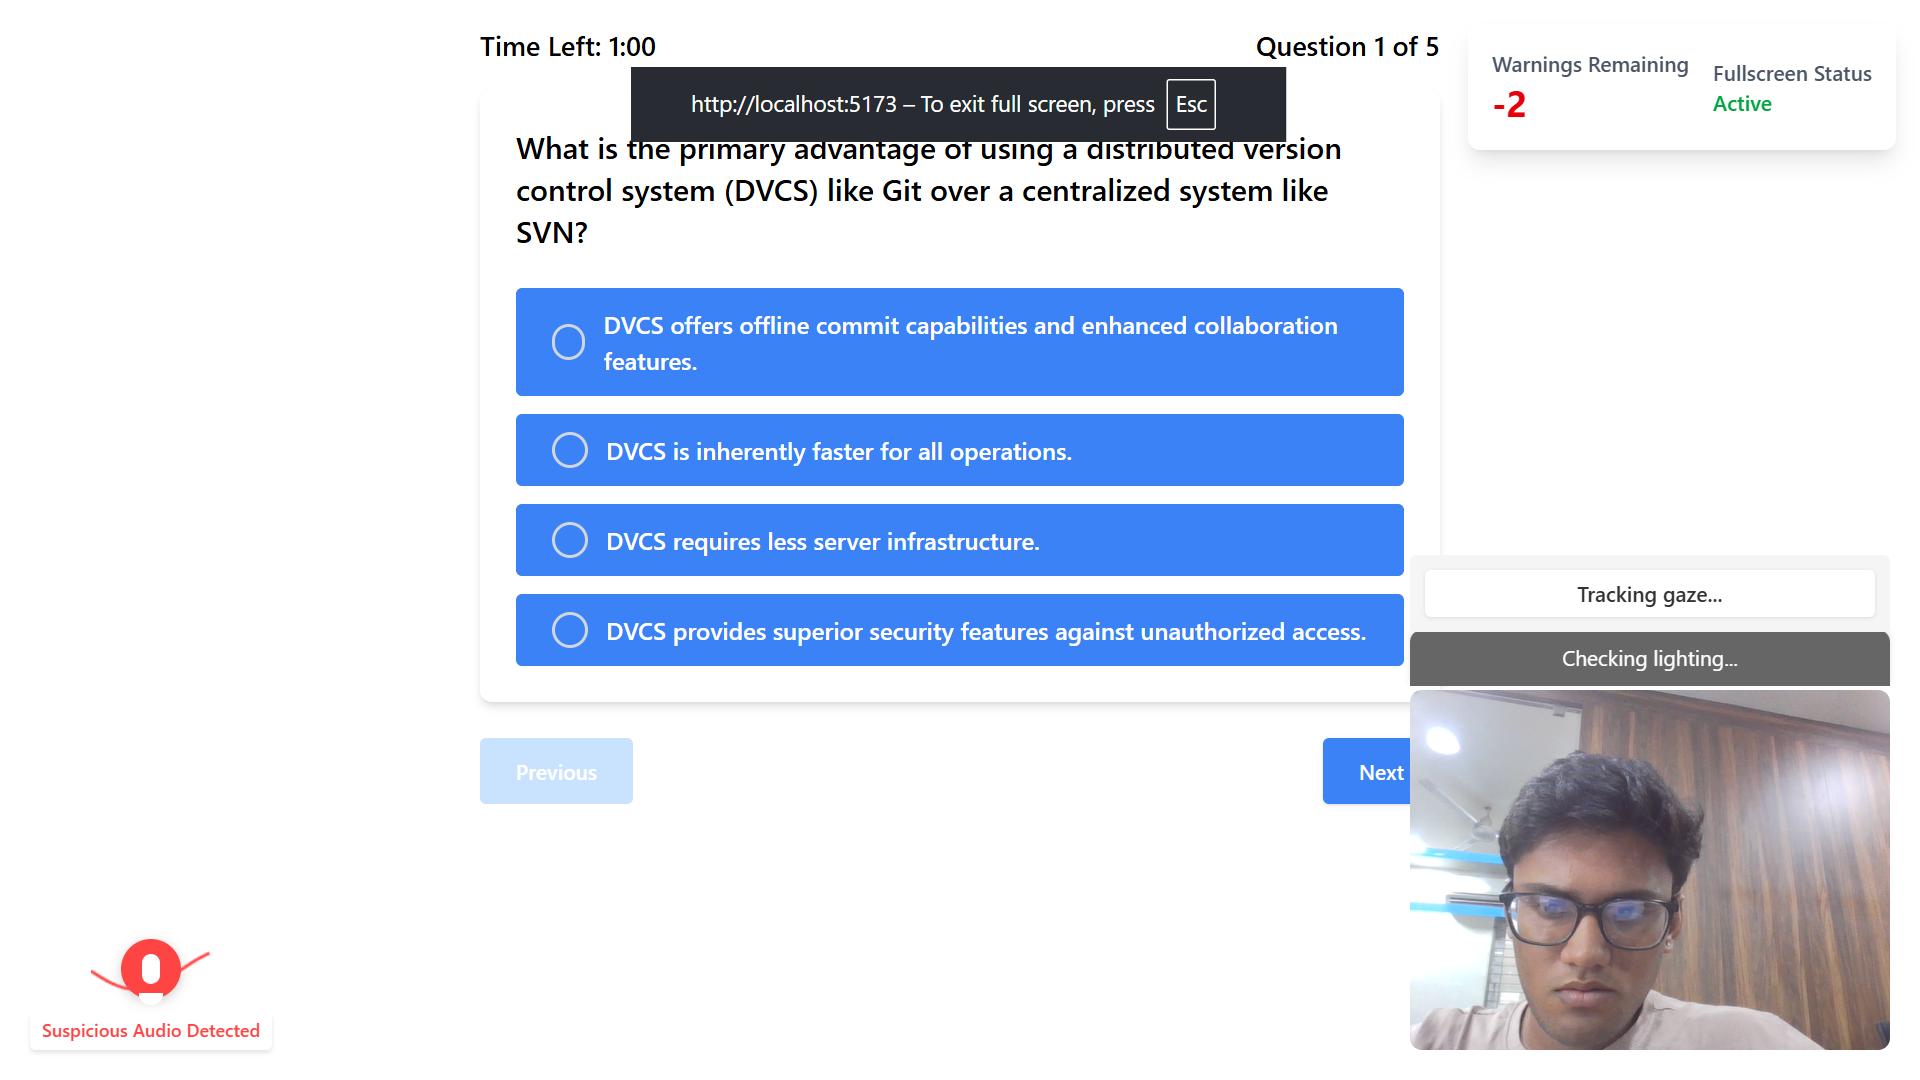 Time Left: 1:00
Question 1 of 5
Warnings Remaining
-2
Fullscreen Status
Active
http://localhost:5173 – To exit full screen, press Esc
What is the primary advantage of using a distributed version
control system (DVCS) like Git over a centralized system like
SVN?
DVCS offers offline commit capabilities and enhanced collaboration
features.
DVCS is inherently faster for all operations.
DVCS requires less server infrastructure.
DVCS provides superior security features against unauthorized access.
Tracking gaze...
Checking lighting...
Previous
Next
Suspicious Audio Detected